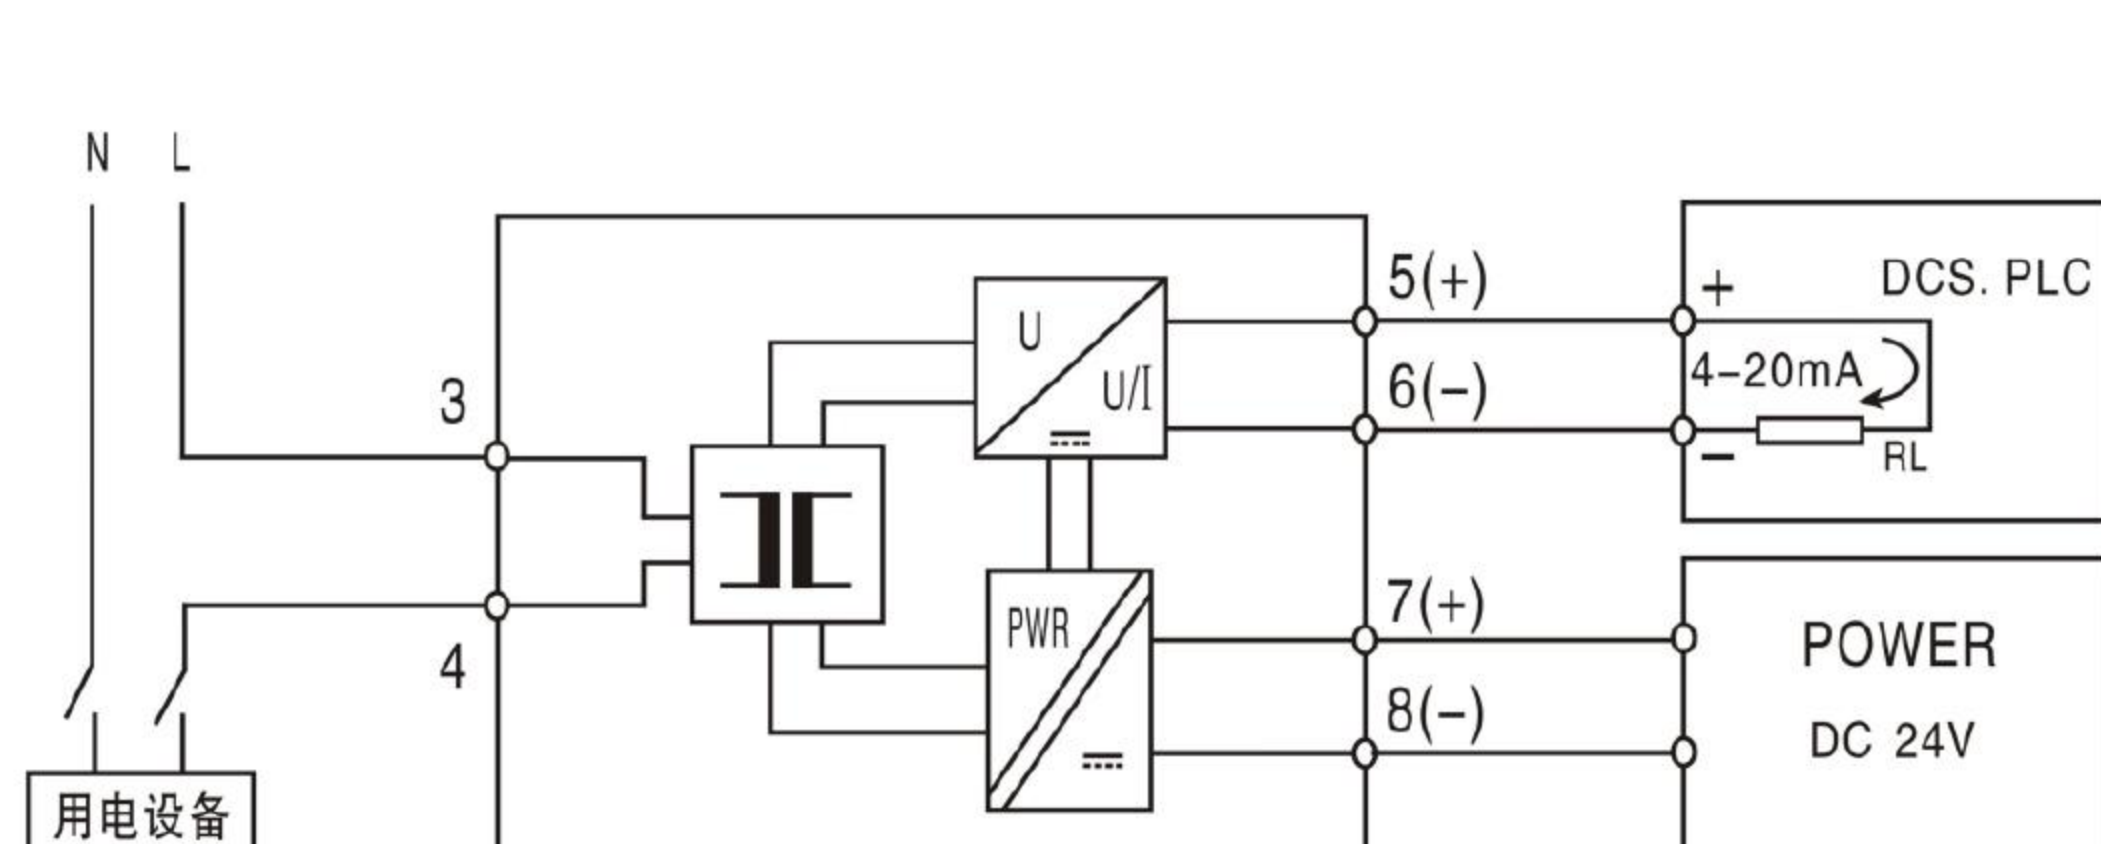 N L
5(+)
DCS. PLC
+
U
U/I
4-20mA
3
6(-)
-
RL
4
PWR
7(+)
POWER
8(-)
DC 24V
用电设备